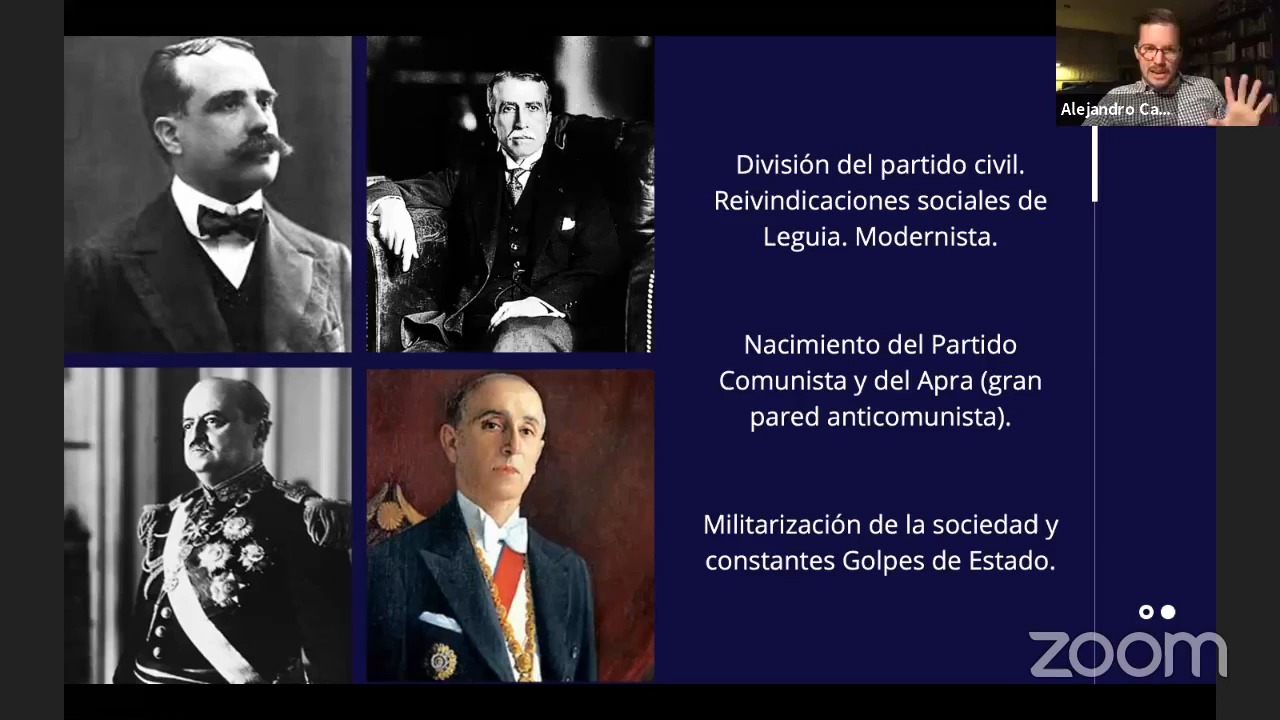 Alejandro Ca...
División del partido civil.
Reivindicaciones sociales de
Leguia. Modernista.
Nacimiento del Partido
Comunista y del Apra (gran
pared anticomunista).
Militarización de la sociedad y
constantes Golpes de Estado.
zoom